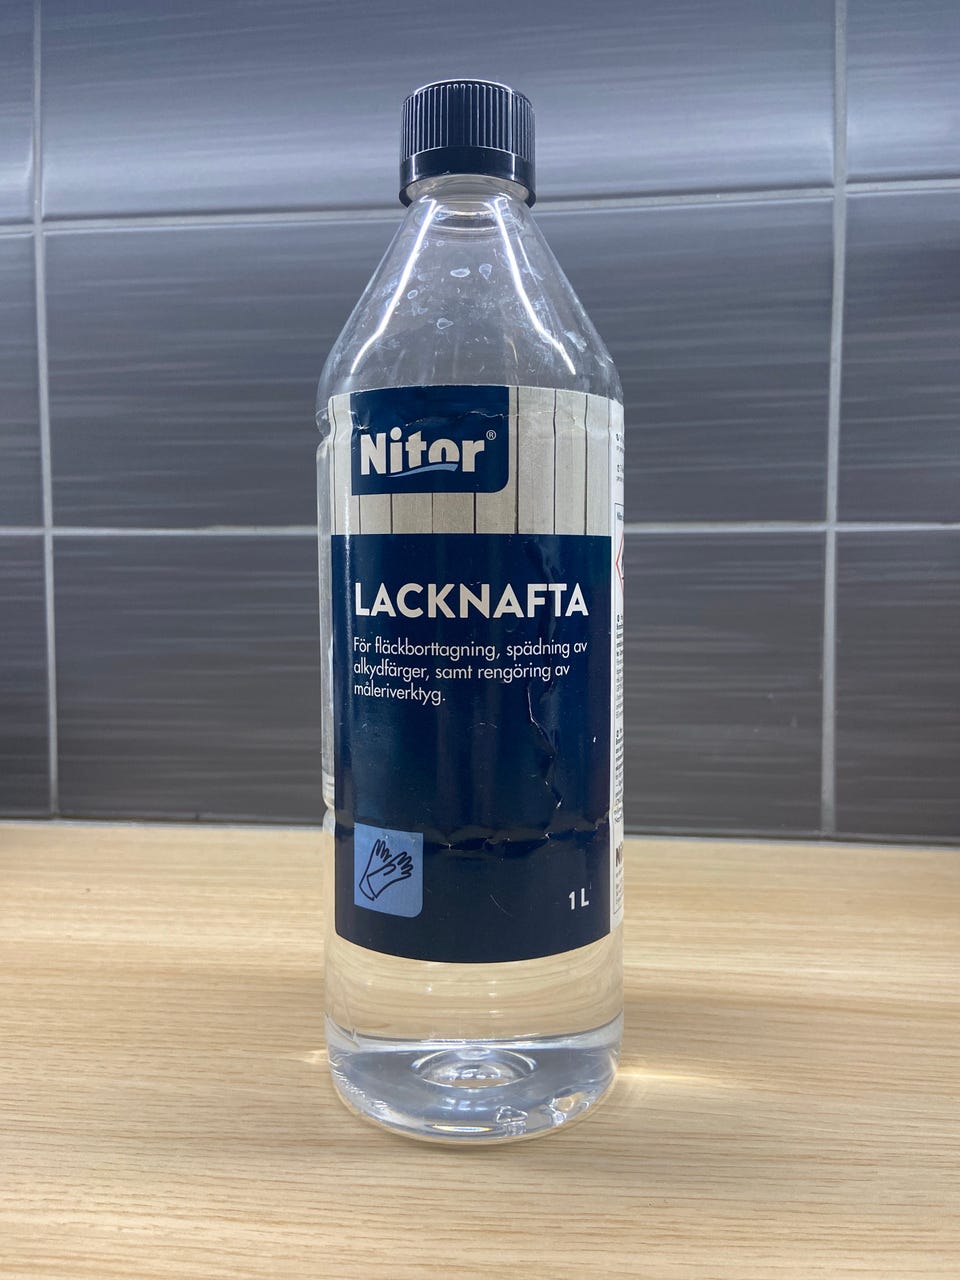 Nitor®
LACKNAFTA
För fläckborttagning, spädning av
alkydfärger, samt rengöring av
måleriverktyg.
1 L